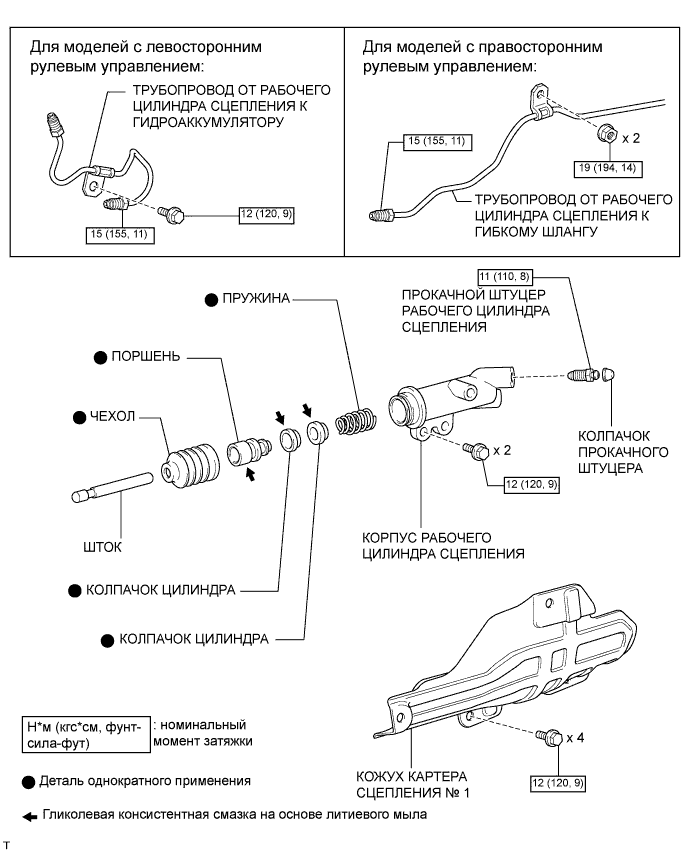 Для моделей с левосторонним
рулевым управлением:
ТРУБОПРОВОД ОТ РАБОЧЕГО
ЦИЛИНДРА СЦЕПЛЕНИЯ К
ГИДРОАККУМУЛЯТОРУ
12 (120, 9)
15 (155, 11)
Для моделей с правосторонним
рулевым управлением:
15 (155, 11)
x 2
19 (194, 14)
ТРУБОПРОВОД ОТ РАБОЧЕГО
ЦИЛИНДРА СЦЕПЛЕНИЯ К
ГИБКОМУ ШЛАНГУ
11 (110, 8)
ПРОКАЧНОЙ ШТУЦЕР
РАБОЧЕГО ЦИЛИНДРА
СЦЕПЛЕНИЯ
ПРУЖИНА
ПОРШЕНЬ
ЧЕХОЛ
КОЛПАЧОК
ПРОКАЧНОГО
ШТУЦЕРА
x 2
12 (120, 9)
ШТОК
КОРПУС РАБОЧЕГО
ЦИЛИНДРА СЦЕПЛЕНИЯ
КОЛПАЧОК ЦИЛИНДРА
КОЛПАЧОК ЦИЛИНДРА
x 4
12 (120, 9)
КОЖУХ КАРТЕРА
СЦЕПЛЕНИЯ № 1
Н*м (кгс*см, фунт-
сила-фут)
: номинальный
момент затяжки
Деталь однократного применения
Гликолевая консистентная смазка на основе литиевого мыла
T